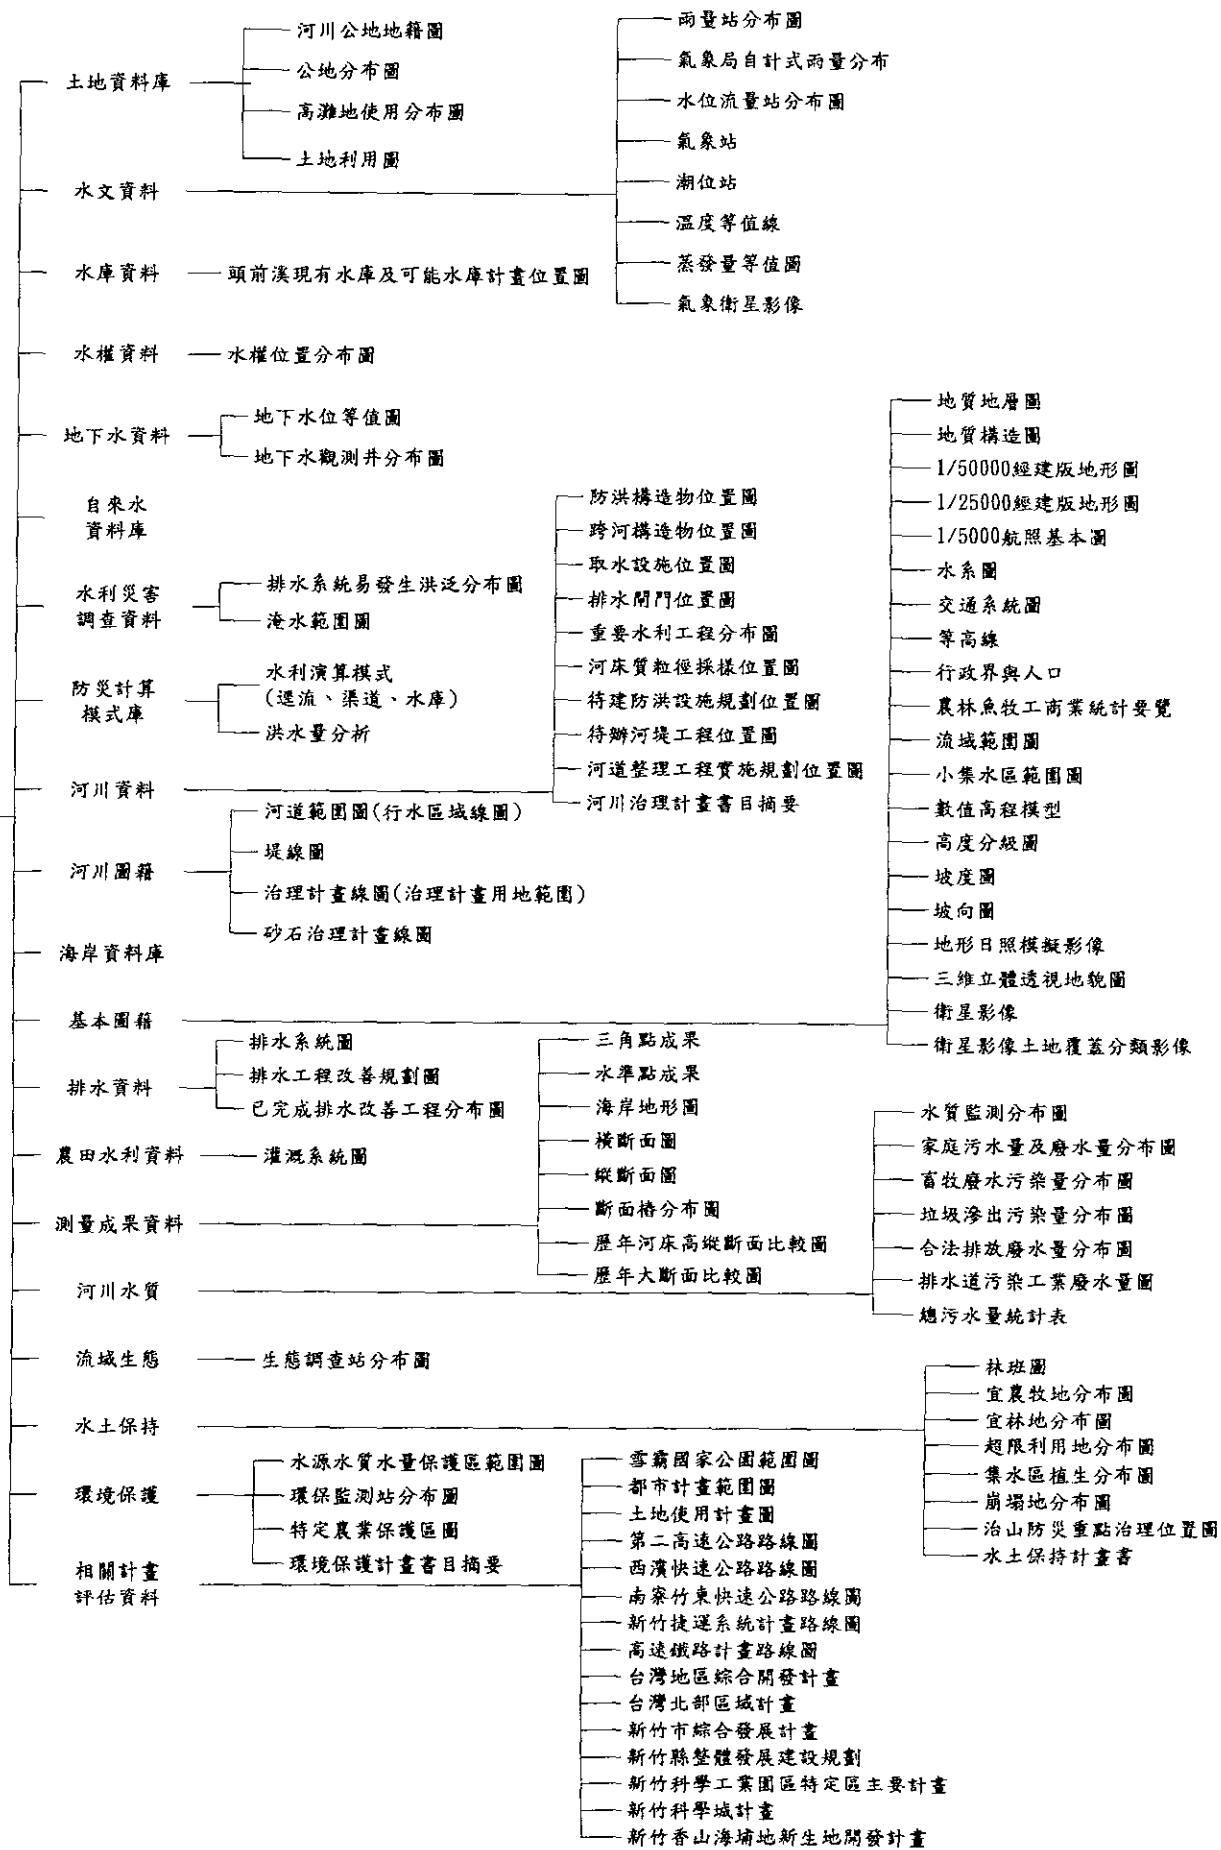 土地資料庫
河川公地地籍圖
公地分布圖
高灘地使用分布圖
土地利用圖
水文資料
雨量站分布圖
氣象局自計式雨量分布
水位流量站分布圖
氣象站
潮位站
溫度等值線
蒸發量等值圖
氣象衛星影像
水庫資料
頭前溪現有水庫及可能水庫計畫位置圖
水權資料
水權位置分布圖
地下水資料
地下水位等值圖
地下水觀測井分布圖
自來水
資料庫
水利災害
調查資料
排水系統易發生洪泛分布圖
淹水範圍圖
防災計算
模式庫
水利演算模式
(逕流、渠道、水庫)
洪水量分析
河川資料
防洪構造物位置圖
跨河構造物位置圖
取水設施位置圖
排水閘門位置圖
重要水利工程分布圖
河床質粒徑採樣位置圖
待建防洪設施規劃位置圖
待辦河堤工程位置圖
河道整理工程實施規劃位置圖
河川治理計畫書目摘要
河川圖籍
河道範圍圖(行水區域線圖)
堤線圖
治理計畫線圖(治理計畫用地範圍)
砂石治理計畫線圖
海岸資料庫
基本圖籍
地質地層圖
地質構造圖
1/50000經建版地形圖
1/25000經建版地形圖
1/5000航照基本圖
水系圖
交通系統圖
等高線
行政界與人口
農林魚牧工商業統計要覽
流域範圍圖
小集水區範圍圖
數值高程模型
高度分級圖
坡度圖
坡向圖
地形日照模擬影像
三維立體透視地貌圖
衛星影像
衛星影像土地覆蓋分類影像
排水資料
排水系統圖
排水工程改善規劃圖
已完成排水改善工程分布圖
農田水利資料
灌溉系統圖
測量成果資料
三角點成果
水準點成果
海岸地形圖
橫斷面圖
縱斷面圖
斷面樁分布圖
歷年河床高縱斷面比較圖
歷年大斷面比較圖
河川水質
水質監測分布圖
家庭污水量及廢水量分布圖
畜牧廢水污染量分布圖
垃圾滲出污染量分布圖
合法排放廢水量分布圖
排水道污染工業廢水量圖
總污水量統計表
流域生態
生態調查站分布圖
水土保持
林班圖
宜農牧地分布圖
宜林地分布圖
超限利用地分布圖
集水區植生分布圖
崩塌地分布圖
治山防災重點治理位置圖
水土保持計畫書
環境保護
水源水質水量保護區範圍圖
環保監測站分布圖
特定農業保護區圖
環境保護計畫書目摘要
相關計畫
評估資料
雪霸國家公園範圍圖
都市計畫範圍圖
土地使用計畫圖
第二高速公路路線圖
西濱快速公路路線圖
南寮竹東快速公路路線圖
新竹捷運系統計畫路線圖
高速鐵路計畫路線圖
台灣地區綜合開發計畫
台灣北部區域計畫
新竹市綜合發展計畫
新竹縣整體發展建設規劃
新竹科學工業園區特定區主要計畫
新竹科學城計畫
新竹香山海埔地新生地開發計畫